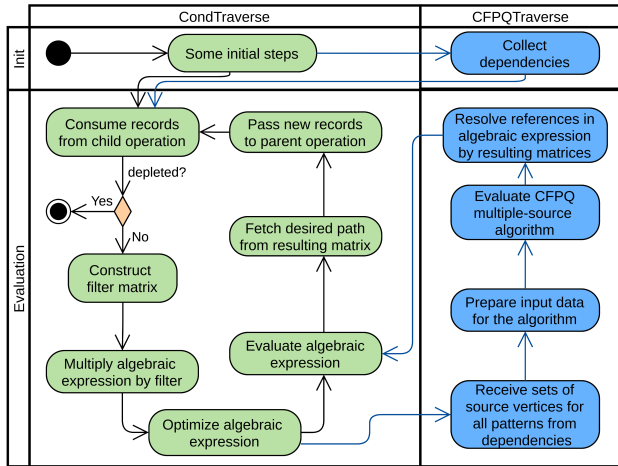 CondTraverse
CFPQTraverse
Init
Some initial steps
Collect
dependencies
Evaluation
Consume records
from child operation
Pass new records
to parent operation
Resolve references in
algebraic expression
by resulting matrices
depleted?
Yes
No
Evaluate CFPQ
multiple-source
algorithm
Fetch desired path
from resulting matrix
Construct
filter matrix
Prepare input data
for the algorithm
Evaluate algebraic
expression
Multiply algebraic
expression by filter
Receive sets of
source vertices for
all patterns from
dependencies
Optimize algebraic
expression